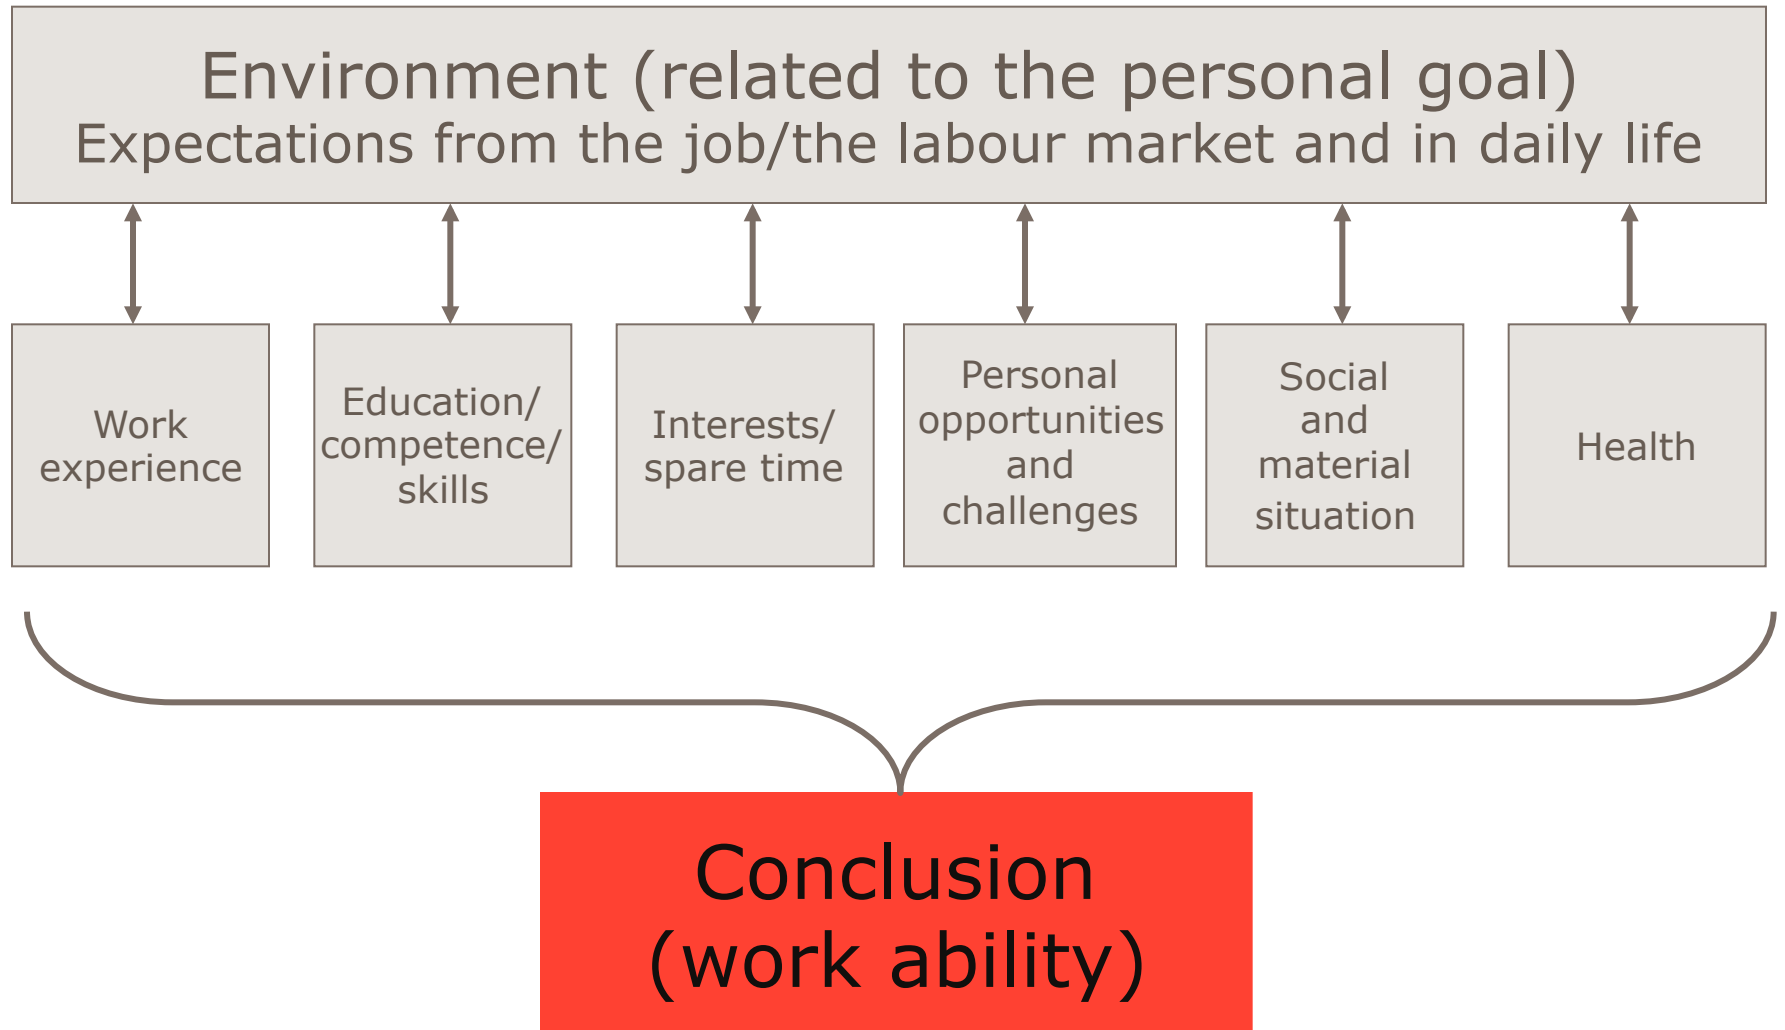 Environment (related to the personal goal)
Expectations from the job/the labour market and in daily life
Work
experience
Education/
competence/
skills
Interests/
spare time
Personal
opportunities
and
challenges
Social
and
material
situation
Health
Conclusion
(work ability)